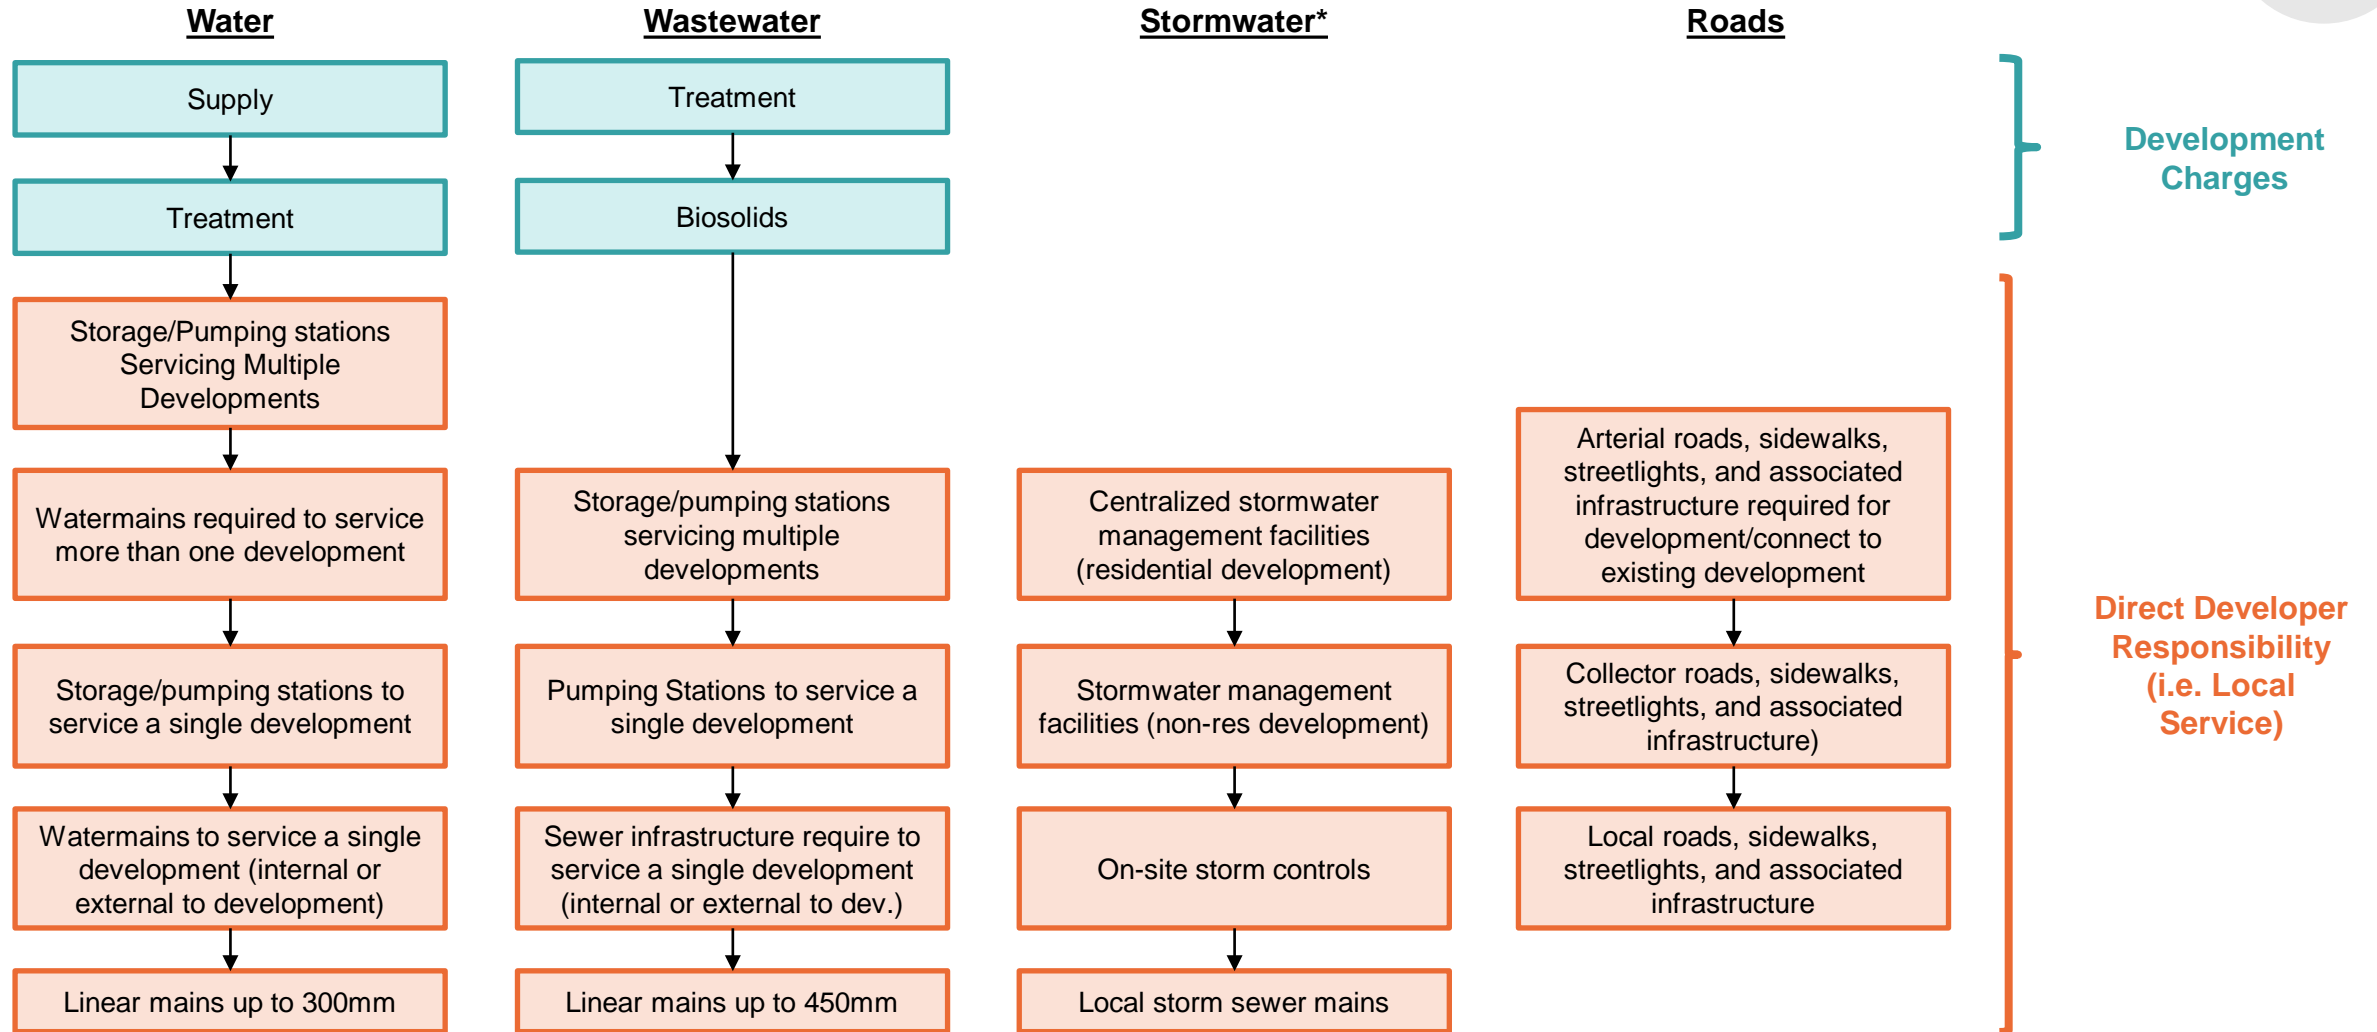 Water
Supply
Treatment
Storage/Pumping stations
Servicing Multiple
Developments
Watermains required to service
more than one development
Storage/pumping stations to
service a single development
Watermains to service a single
development (internal or
external to development)
Linear mains up to 300mm
Wastewater
Treatment
Biosolids
Storage/pumping stations
servicing multiple
developments
Pumping Stations to service a
single development
Sewer infrastructure require to
service a single development
(internal or external to dev.)
Linear mains up to 450mm
Stormwater*
Centralized stormwater
management facilities
(residential development)
Stormwater management
facilities (non-res development)
On-site storm controls
Local storm sewer mains
Roads
Arterial roads, sidewalks,
streetlights, and associated
infrastructure required for
development/connect to
existing development
Collector roads, sidewalks,
streetlights, and associated
infrastructure)
Local roads, sidewalks,
streetlights, and associated
infrastructure
Development
Charges
Direct Developer
Responsibility
(i.e. Local
Service)